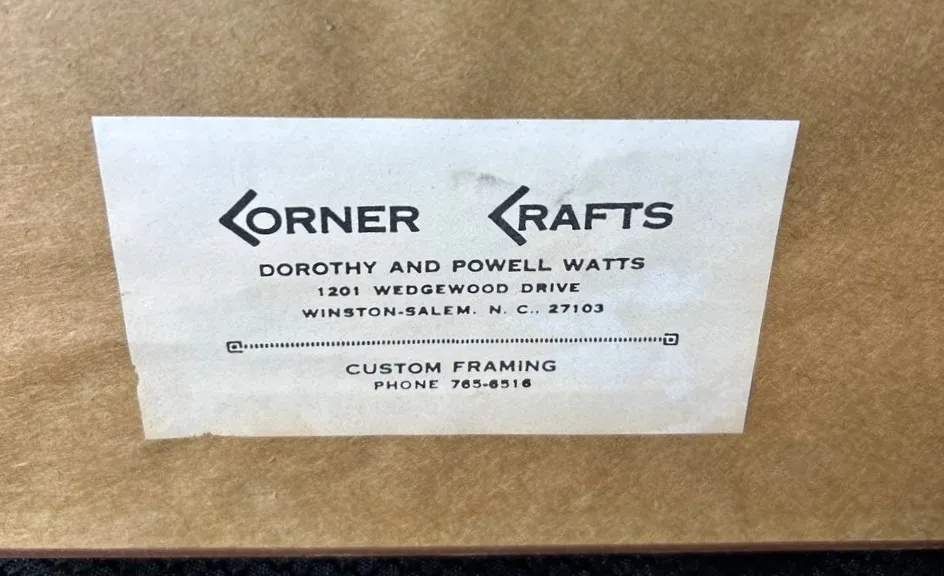 CORNER CRAFTS
DOROTHY AND POWELL WATTS
1201 WEDGEWOOD DRIVE
WINSTON-SALEM. N. C.. 27103
CUSTOM FRAMING
PHONE 765-6516